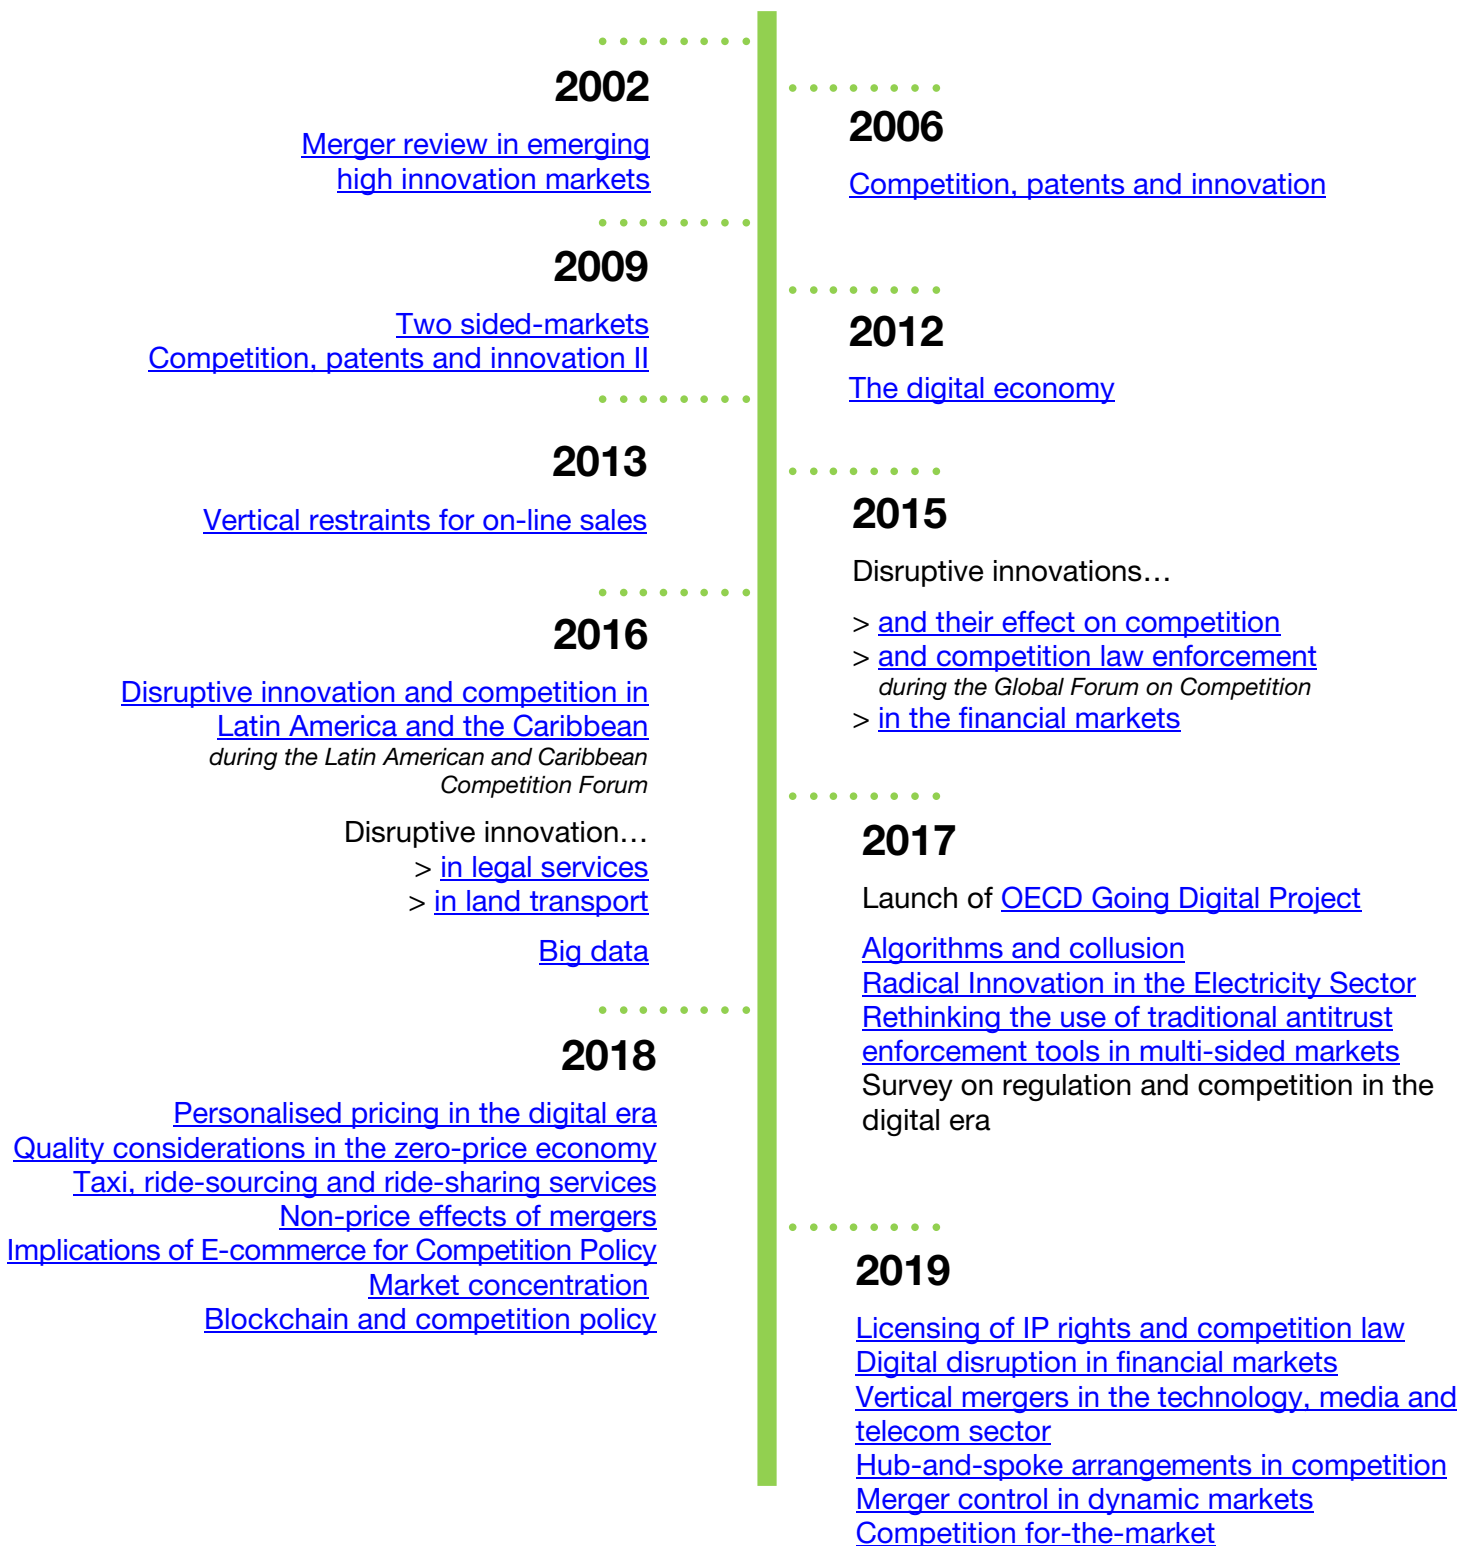 2002
Merger review in emerging
high innovation markets
2006
Competition, patents and innovation
2009
Two sided-markets
Competition, patents and innovation II
2012
The digital economy
2013
Vertical restraints for on-line sales
2015
Disruptive innovations…
> and their effect on competition
> and competition law enforcement
during the Global Forum on Competition
> in the financial markets
2016
Disruptive innovation and competition in
Latin America and the Caribbean
during the Latin American and Caribbean
Competition Forum
Disruptive innovation…
> in legal services
> in land transport
Big data
2017
Launch of OECD Going Digital Project
Algorithms and collusion
Radical Innovation in the Electricity Sector
Rethinking the use of traditional antitrust
enforcement tools in multi-sided markets
Survey on regulation and competition in the
digital era
2018
Personalised pricing in the digital era
Quality considerations in the zero-price economy
Taxi, ride-sourcing and ride-sharing services
Non-price effects of mergers
Implications of E-commerce for Competition Policy
Market concentration
Blockchain and competition policy
2019
Licensing of IP rights and competition law
Digital disruption in financial markets
Vertical mergers in the technology, media and
telecom sector
Hub-and-spoke arrangements in competition
Merger control in dynamic markets
Competition for-the-market